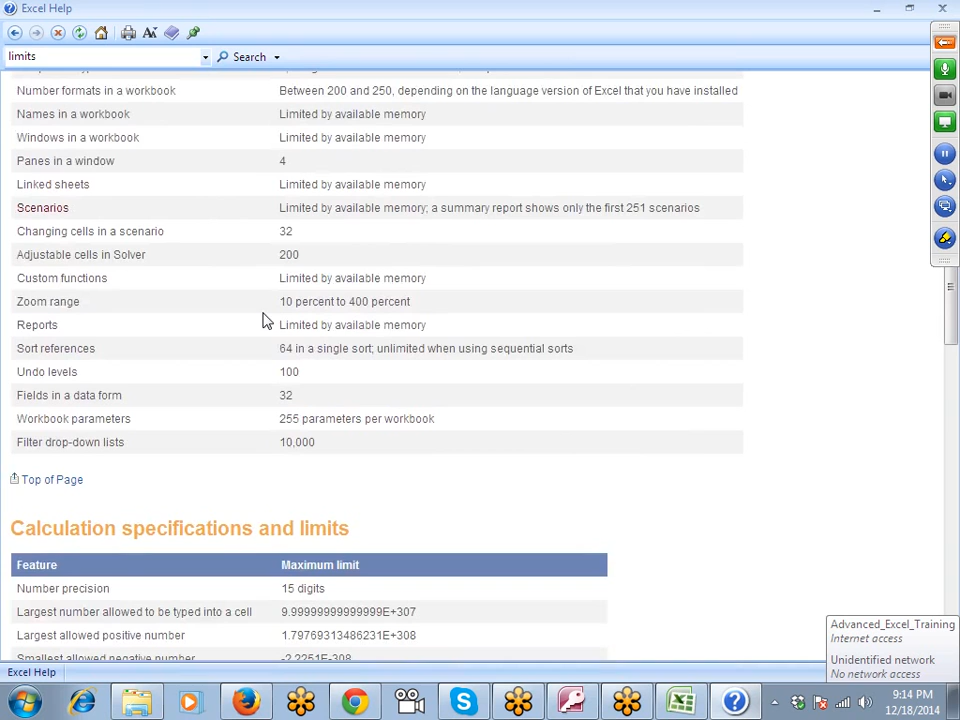 Excel Help
limits
Search
Number formats in a workbook Between 200 and 250, depending on the language version of Excel that you have installed
Names in a workbook Limited by available memory
Windows in a workbook Limited by available memory
Panes in a window 4
Linked sheets Limited by available memory
Scenarios Limited by available memory; a summary report shows only the first 251 scenarios
Changing cells in a scenario 32
Adjustable cells in Solver 200
Custom functions Limited by available memory
Zoom range 10 percent to 400 percent
Reports Limited by available memory
Sort references 64 in a single sort; unlimited when using sequential sorts
Undo levels 100
Fields in a data form 32
Workbook parameters 255 parameters per workbook
Filter drop-down lists 10,000
Top of Page
Calculation specifications and limits
Feature Maximum limit
Number precision 15 digits
Largest number allowed to be typed into a cell 9.99999999999999E+307
Largest allowed positive number 1.79769313486231E+308
Smallest allowed negative number -2.2251E-308
Advanced_Excel_Training
Internet access
Unidentified network
No network access
Excel Help
9:14 PM
12/18/2014